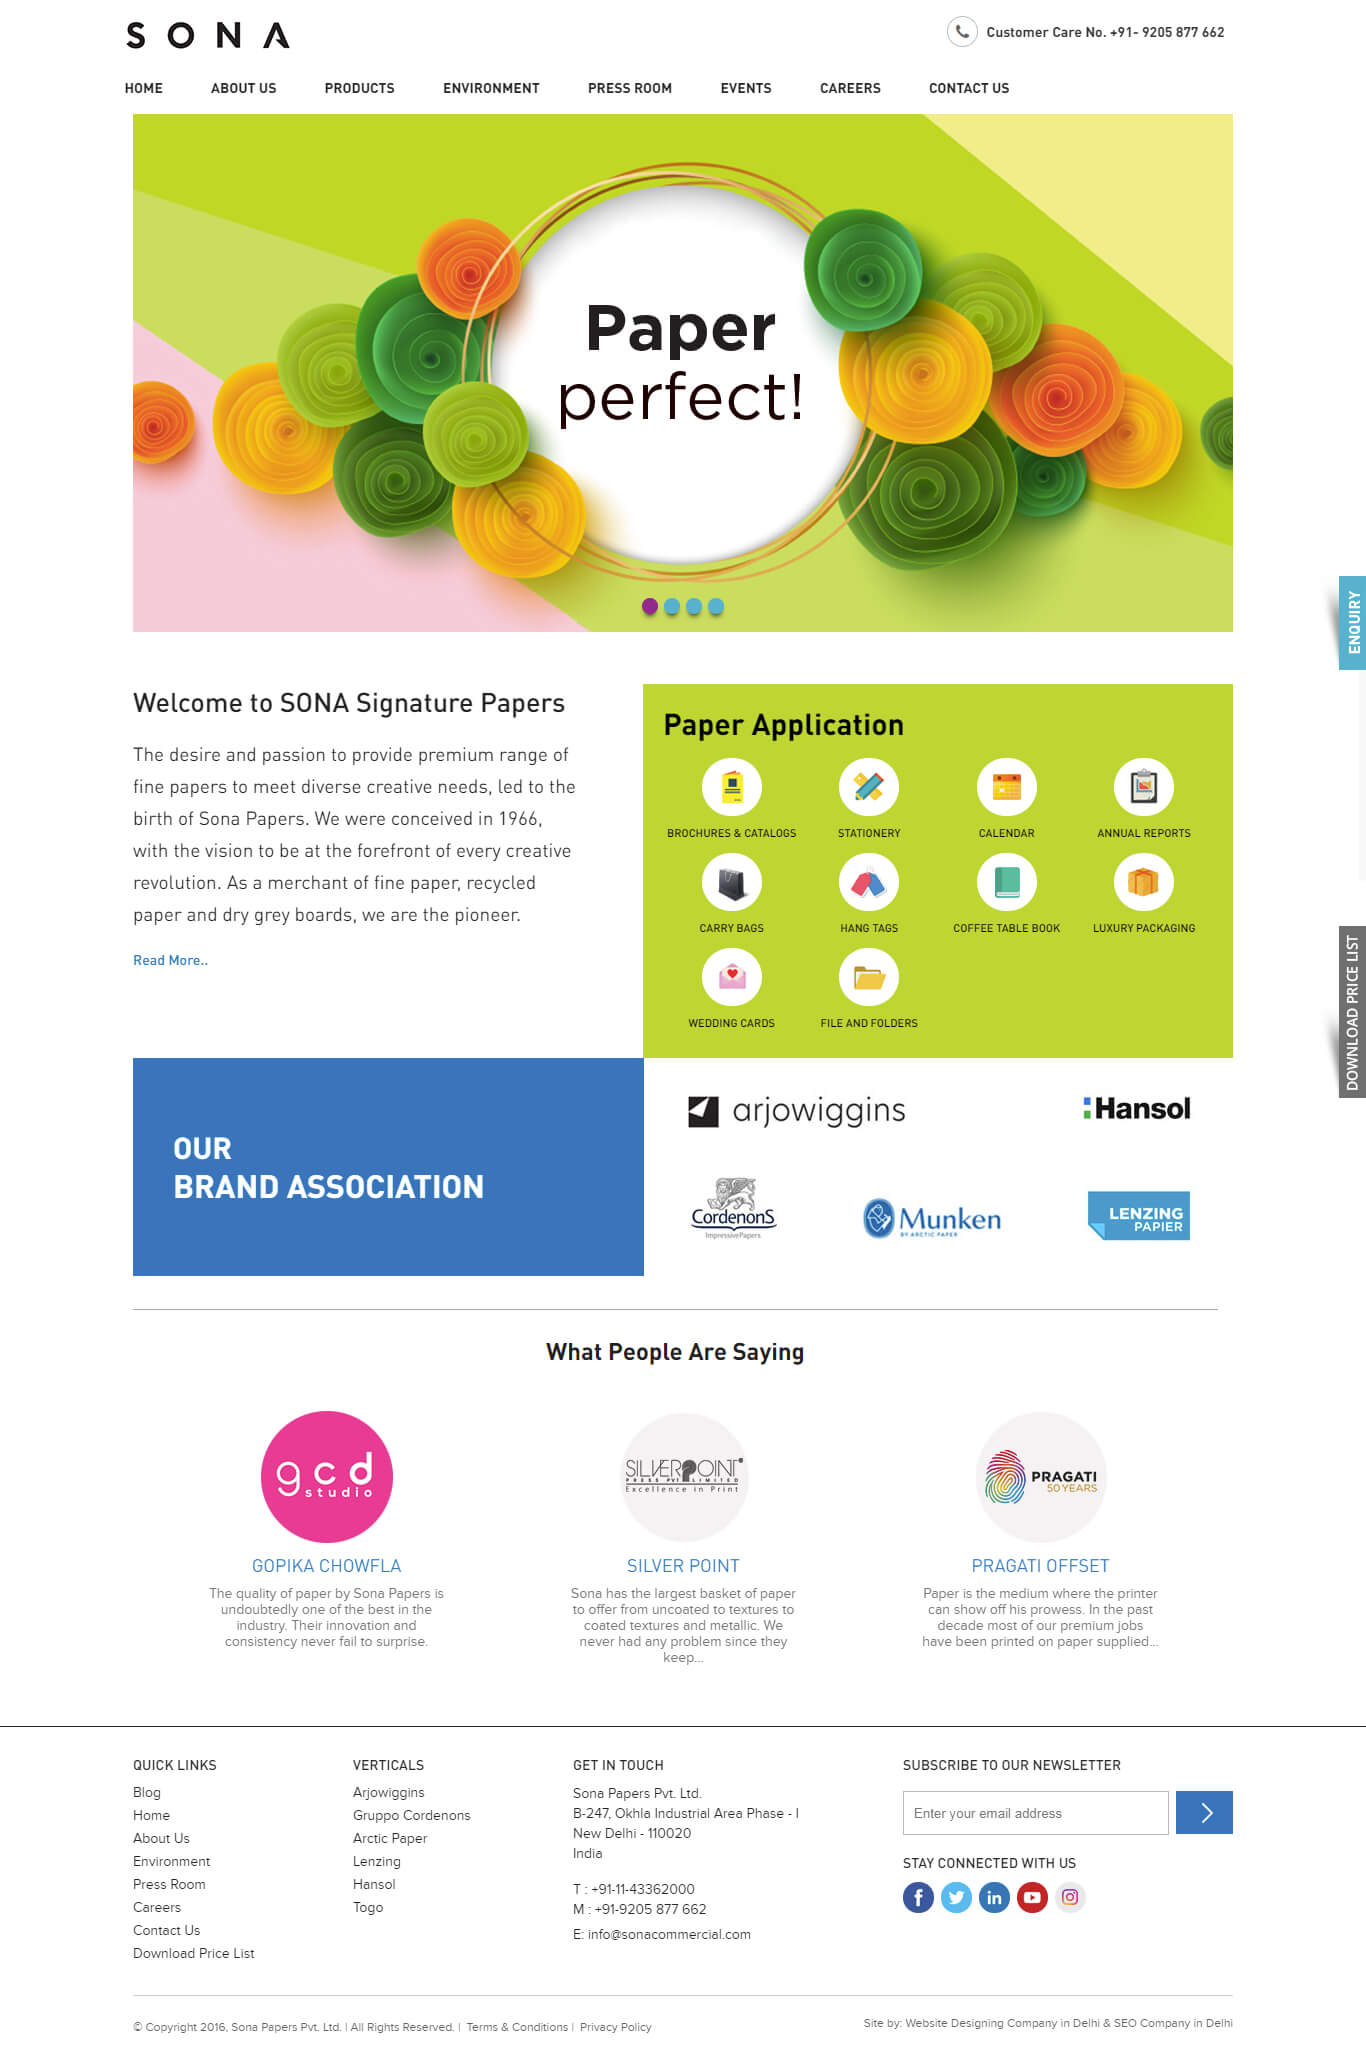 SONA
Customer Care No. +91- 9205 877 662
HOME ABOUT US PRODUCTS ENVIRONMENT PRESS ROOM EVENTS CAREERS CONTACT US
Paper
perfect!
ENQUIRY
Welcome to SONA Signature Papers
The desire and passion to provide premium range of
fine papers to meet diverse creative needs, led to the
birth of Sona Papers. We were conceived in 1966,
with the vision to be at the forefront of every creative
revolution. As a merchant of fine paper, recycled
paper and dry grey boards, we are the pioneer.
Read More..
Paper Application
BROCHURES & CATALOGS STATIONERY CALENDAR ANNUAL REPORTS
CARRY BAGS HANG TAGS COFFEE TABLE BOOK LUXURY PACKAGING
WEDDING CARDS FILE AND FOLDERS
DOWNLOAD PRICE LIST
OUR
BRAND ASSOCIATION
arjowiggins
Hansol
CordenonS
ImpressivePapers
Munken
BY ARCTIC PAPER
LENZING
PAPIER
What People Are Saying
gcd
studio
SILVERPOINT
PRESS PVT LIMITED
Excellence in Print
PRAGATI
50 YEARS
GOPIKA CHOWFLA
The quality of paper by Sona Papers is
undoubtedly one of the best in the
industry. Their innovation and
consistency never fail to surprise.
SILVER POINT
Sona has the largest basket of paper
to offer from uncoated to textures to
coated textures and metallic. We
never had any problem since they
keep...
PRAGATI OFFSET
Paper is the medium where the printer
can show off his prowess. In the past
decade most of our premium jobs
have been printed on paper supplied...
QUICK LINKS
Blog
Home
About Us
Environment
Press Room
Careers
Contact Us
Download Price List
VERTICALS
Arjowiggins
Gruppo Cordenons
Arctic Paper
Lenzing
Hansol
Togo
GET IN TOUCH
Sona Papers Pvt. Ltd.
B-247, Okhla Industrial Area Phase - I
New Delhi - 110020
India
T : +91-11-43362000
M : +91-9205 877 662
E: info@sonacommercial.com
SUBSCRIBE TO OUR NEWSLETTER
Enter your email address
STAY CONNECTED WITH US
© Copyright 2016, Sona Papers Pvt. Ltd. | All Rights Reserved. | Terms & Conditions | Privacy Policy
Site by: Website Designing Company in Delhi & SEO Company in Delhi